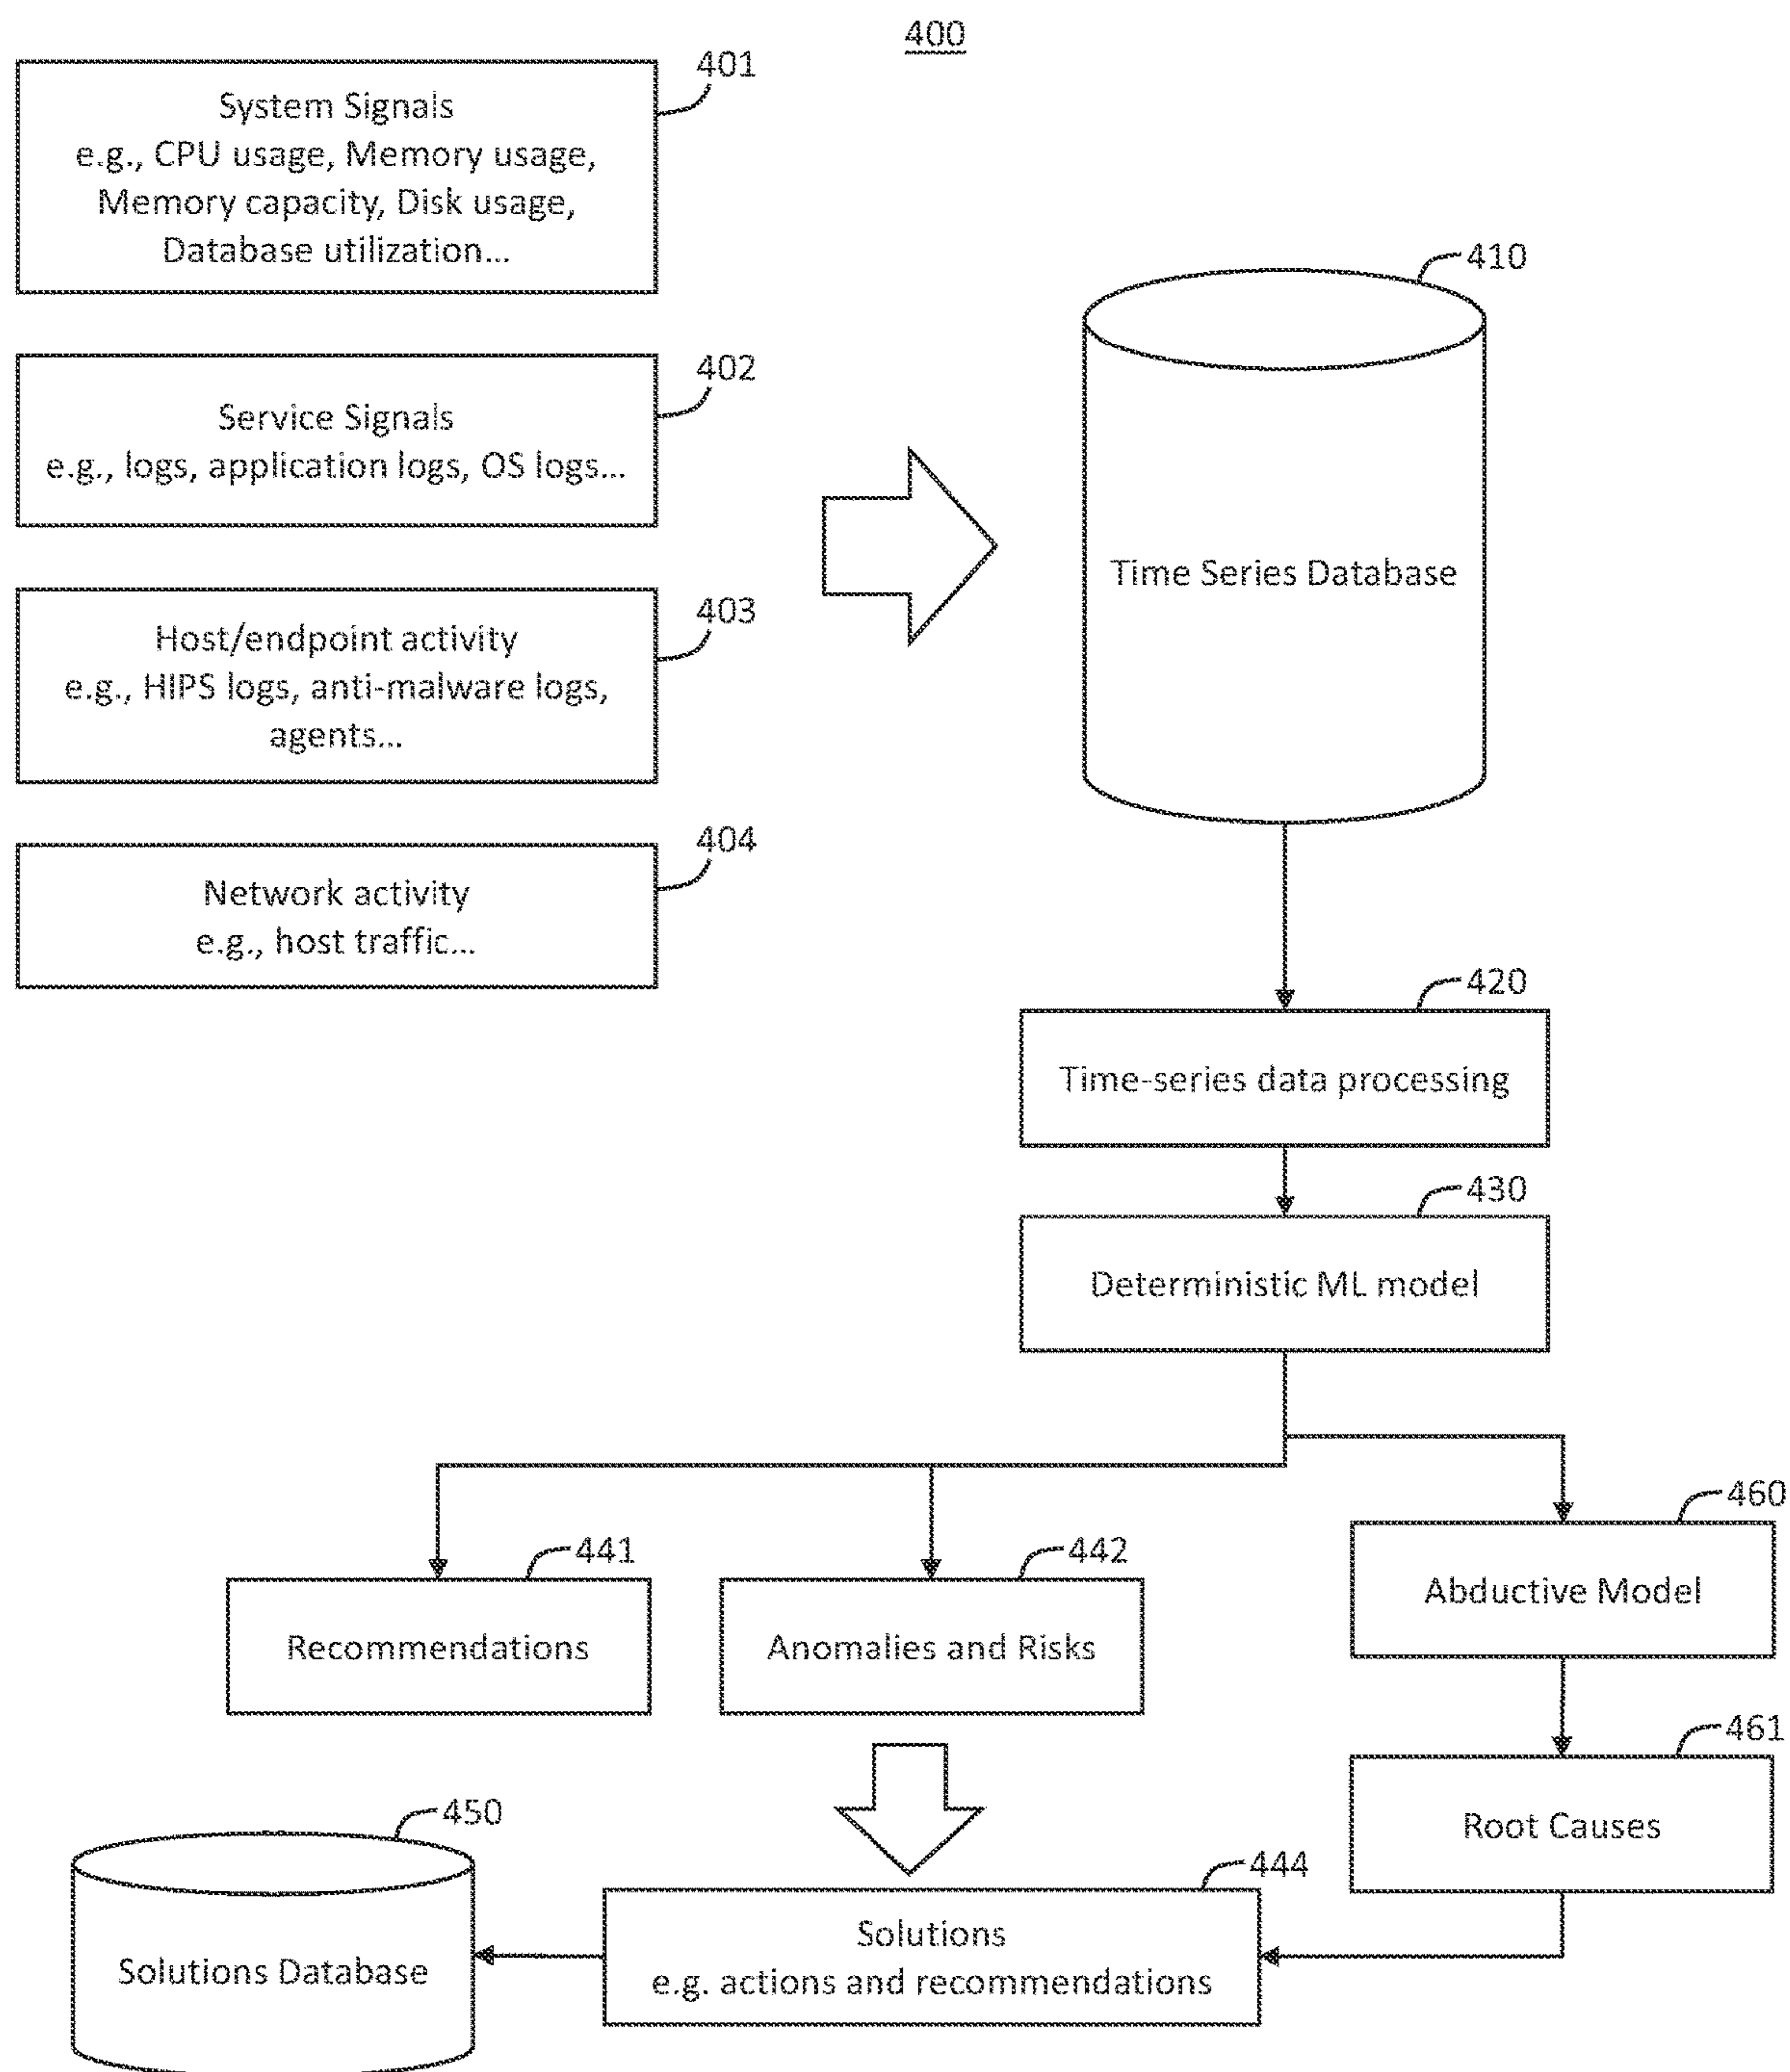 400
401
System Signals
e.g., CPU usage, Memory usage,
Memory capacity, Disk usage,
Database utilization...
402
Service Signals
e.g., logs, application logs, OS logs...
403
Host/endpoint activity
e.g., HIPS logs, anti-malware logs,
agents...
404
Network activity
e.g., host traffic...
410
Time Series Database
420
Time-series data processing
430
Deterministic ML model
441
Recommendations
442
Anomalies and Risks
460
Abductive Model
461
Root Causes
444
Solutions
e.g. actions and recommendations
450
Solutions Database